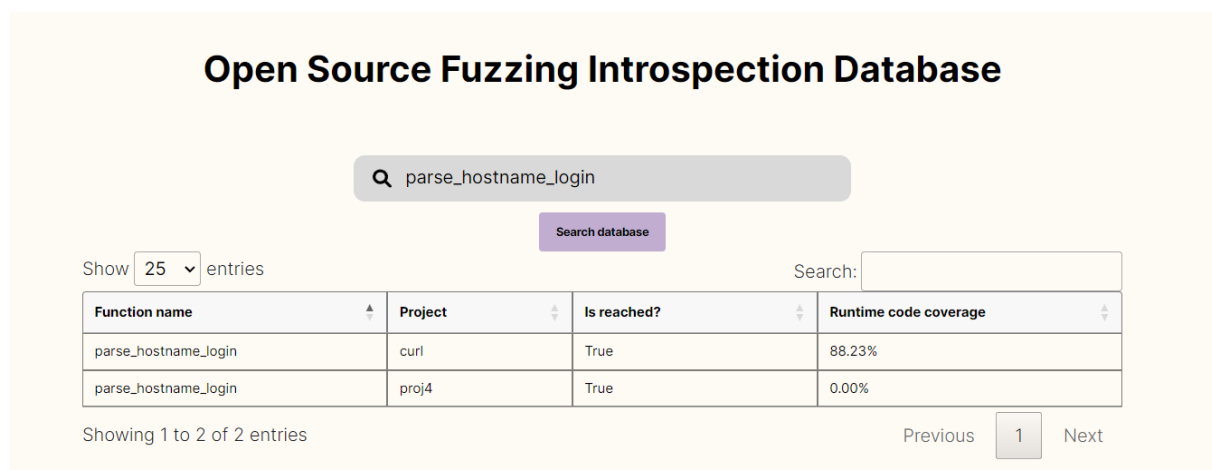 Open Source Fuzzing Introspection Database
parse_hostname_login
Search database
Show 25 entries
Search:
Function name Project Is reached? Runtime code coverage
parse_hostname_login curl True 88.23%
parse_hostname_login proj4 True 0.00%
Showing 1 to 2 of 2 entries
Previous 1 Next